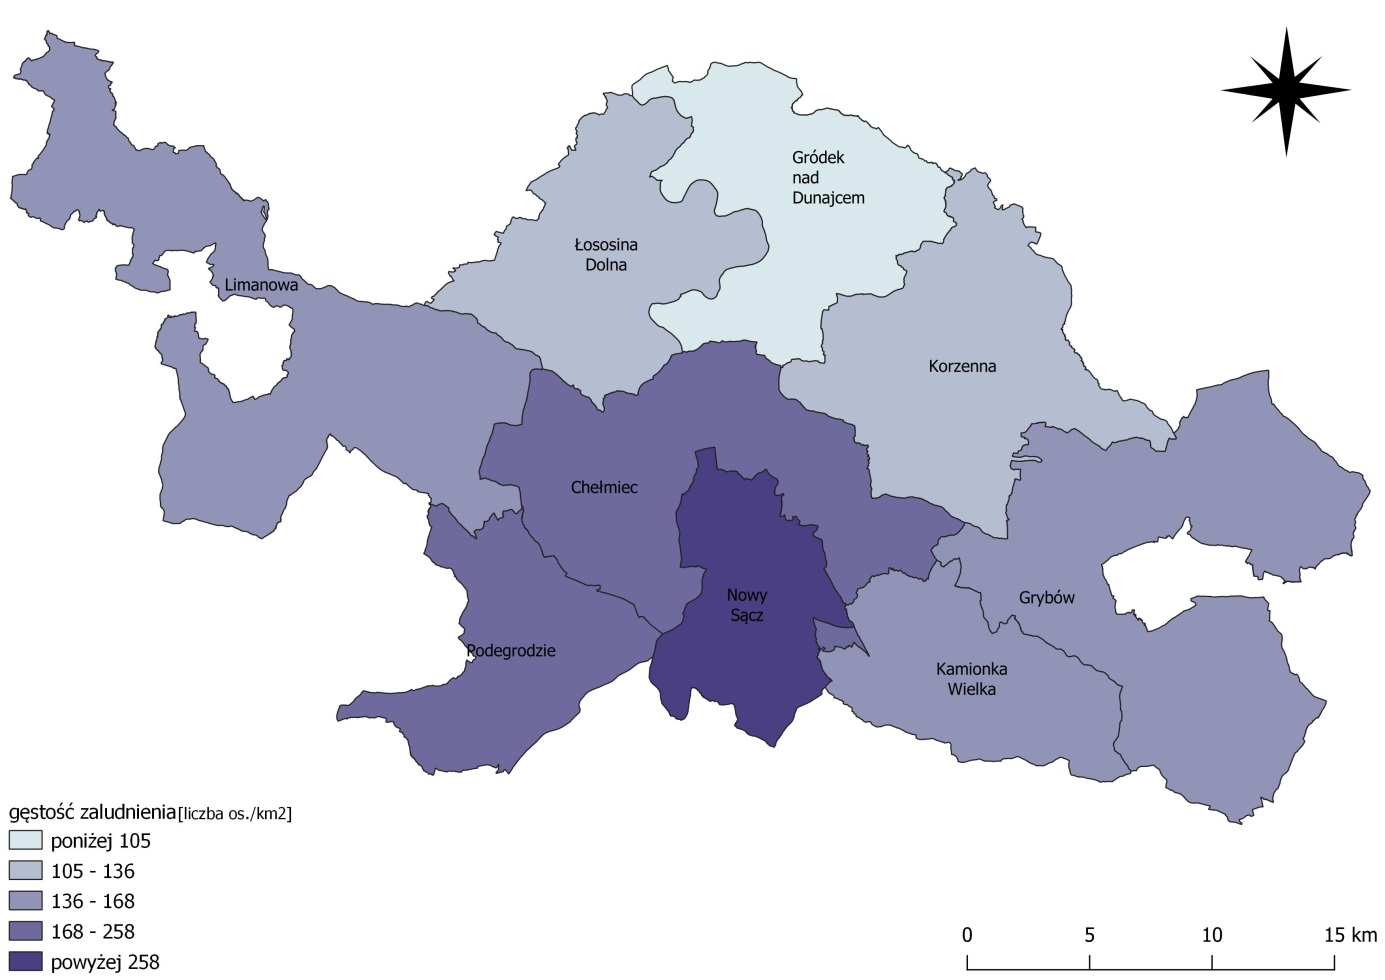 Gródek
nad
Dunajcem
Łososina
Dolna
Limanowa
Korzenna
Chełmiec
Nowy
Sącz
Grybów
Podegrodzie
Kamionka
Wielka
gęstość zaludnienia[liczba os./km2]
poniżej 105
105 - 136
136 - 168
168 - 258
powyżej 258
0 5 10 15 km